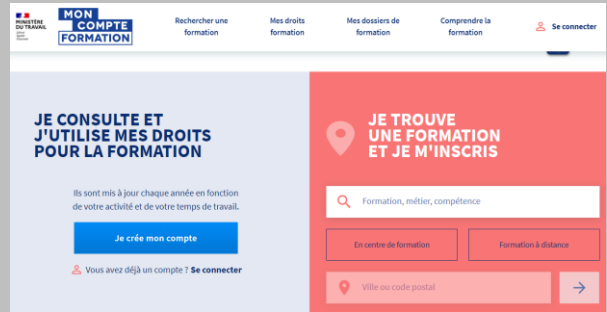 MINISTÈRE
DU TRAVAIL
MON
COMPTE
FORMATION
Rechercher une
formation
Mes droits
formation
Mes dossiers de
formation
Comprendre la
formation
Se connecter
JE CONSULTE ET
J'UTILISE MES DROITS
POUR LA FORMATION
Ils sont mis à jour chaque année en fonction
de votre activité et de votre temps de travail.
Je crée mon compte
Vous avez déjà un compte ? Se connecter
JE TROUVE
UNE FORMATION
ET JE M'INSCRIS
Formation, métier, compétence
En centre de formation
Formation à distance
Ville ou code postal